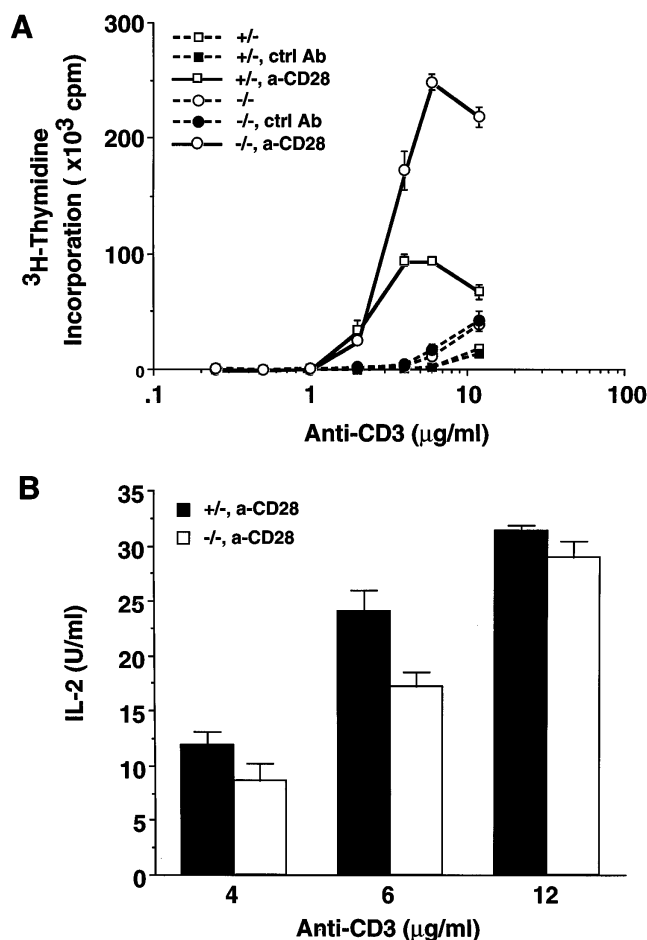 A
300
200
100
0
³H-Thymidine
Incorporation ( x10³ cpm)
+/-
+/-, ctrl Ab
+/-, a-CD28
-/-
-/-, ctrl Ab
-/-, a-CD28
.1 1 10 100
Anti-CD3 (µg/ml)
B
35
30
25
20
15
10
5
0
IL-2 (U/ml)
+/-, a-CD28
-/-, a-CD28
4 6 12
Anti-CD3 (µg/ml)